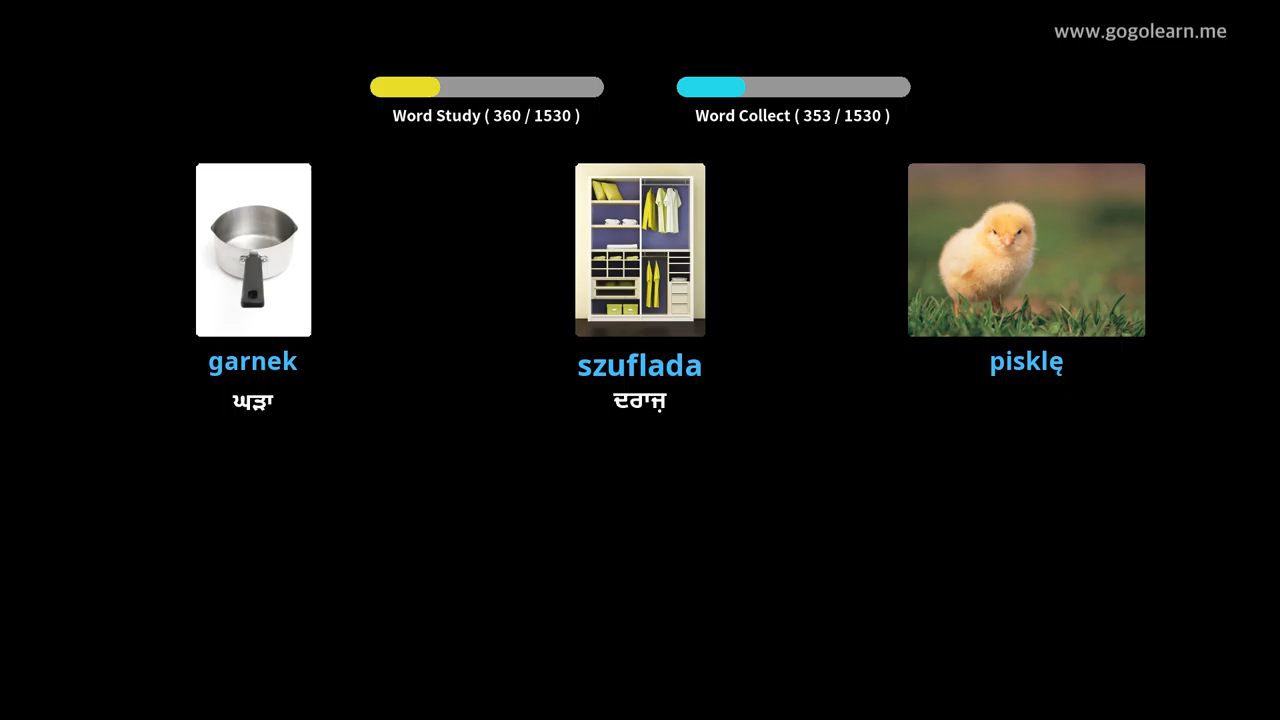 www.gogolearn.me
Word Study ( 360 / 1530 )
Word Collect ( 353 / 1530 )
garnek
szuflada
pisklę
ਘੜਾ
ਦਰਾਜ਼